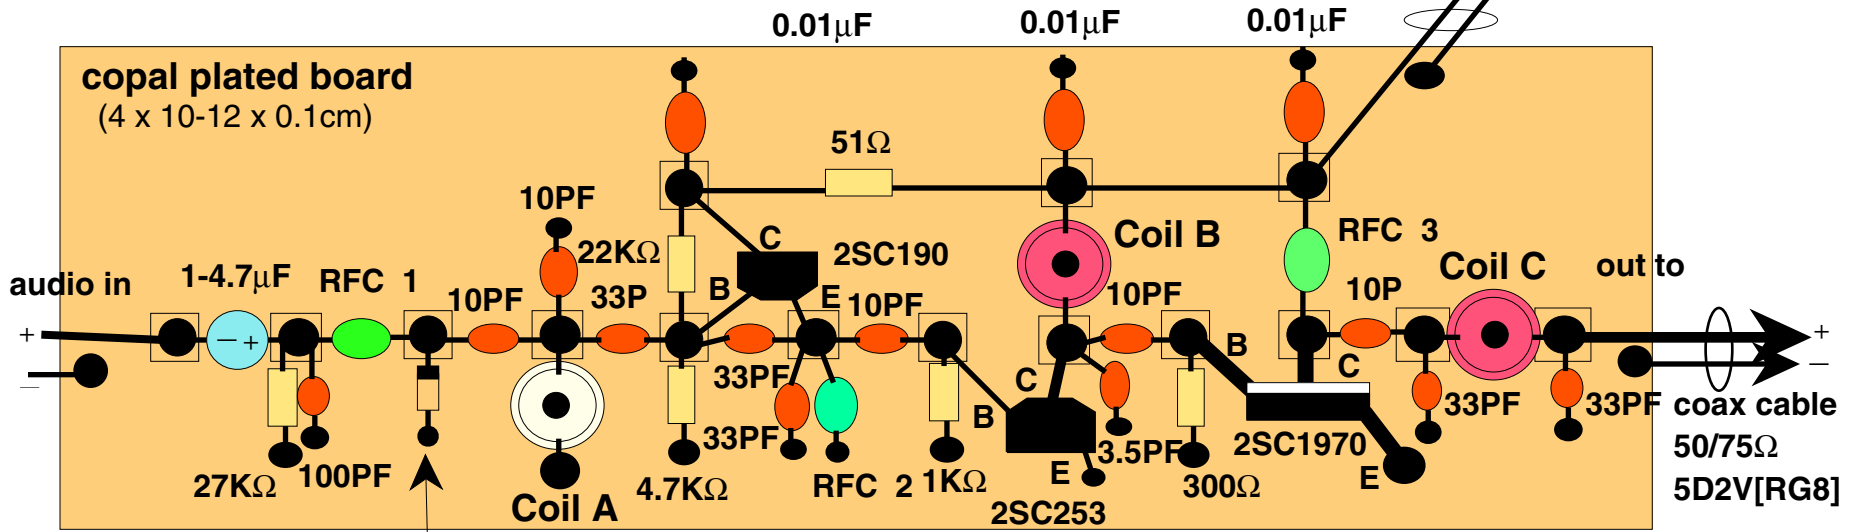 0.01µF
0.01µF
0.01µF
copal plated board
(4 x 10-12 x 0.1cm)
51Ω
10PF
22KΩ
C
2SC190
Coil B
RFC 3
audio in
1-4.7µF
RFC 1
10PF
33P
B
E
10PF
10PF
10P
Coil C
out to
+
− +
+
−
−
33PF
C
B
C
33PF
33PF
coax cable
27KΩ
100PF
Coil A
4.7KΩ
33PF
RFC 2
1KΩ
B
E
2SC253
3.5PF
300Ω
2SC1970
E
50/75Ω
5D2V[RG8]